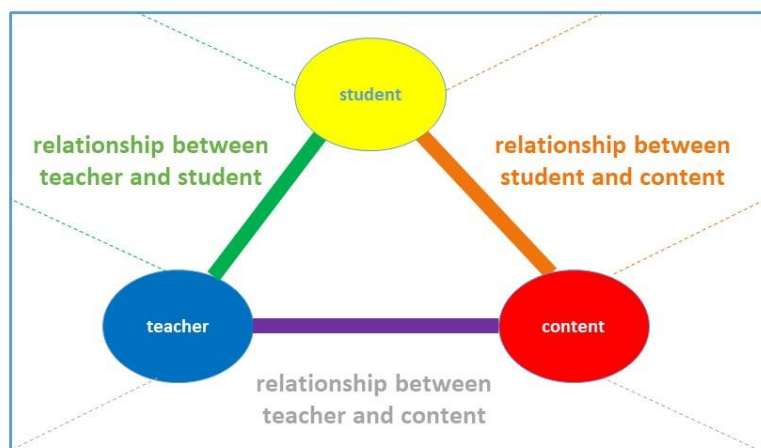 student
relationship between
teacher and student
relationship between
student and content
teacher
content
relationship between
teacher and content